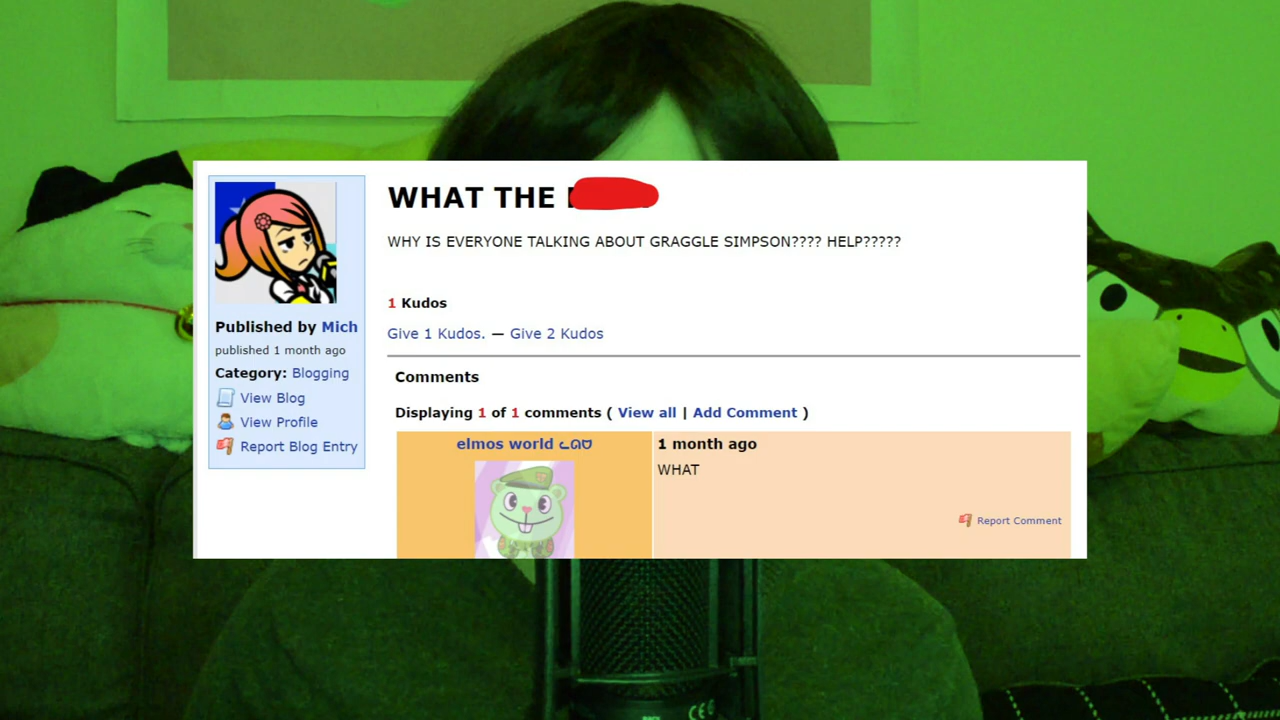 WHAT THE
WHY IS EVERYONE TALKING ABOUT GRAGGLE SIMPSON???? HELP?????
1 Kudos
Give 1 Kudos. — Give 2 Kudos
Published by Mich
published 1 month ago
Category: Blogging
View Blog
View Profile
Report Blog Entry
Comments
Displaying 1 of 1 comments ( View all | Add Comment )
elmos world ـᓚᘏᗢ
1 month ago
WHAT
Report Comment
CE